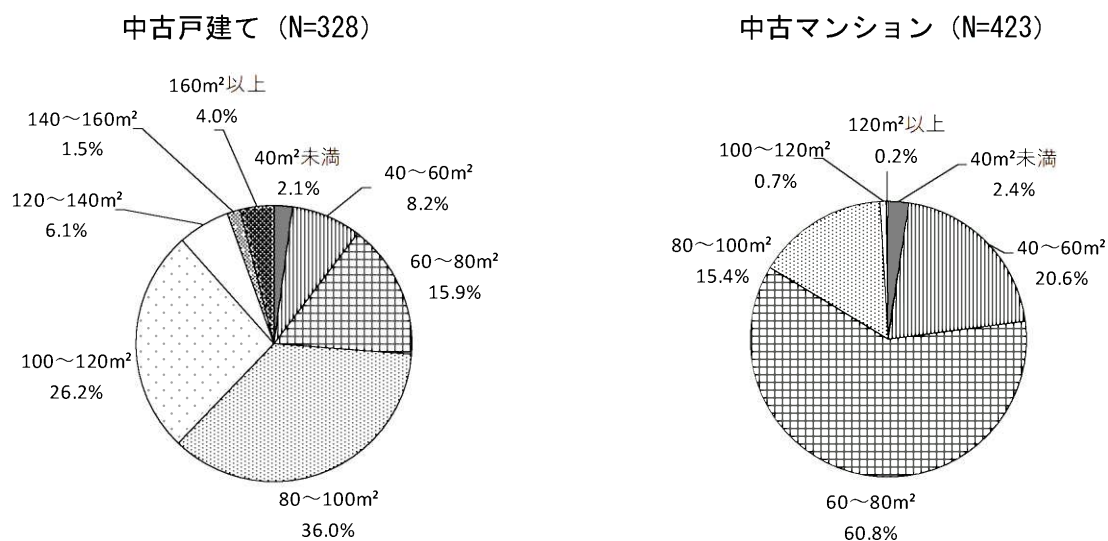 中古戸建て（N=328）
160m²以上
4.0%
140～160m²
1.5%
40m²未満
2.1%
40～60m²
8.2%
120～140m²
6.1%
60～80m²
15.9%
100～120m²
26.2%
80～100m²
36.0%
中古マンション（N=423）
120m²以上
0.2%
100～120m²
0.7%
40m²未満
2.4%
80～100m²
15.4%
40～60m²
20.6%
60～80m²
60.8%